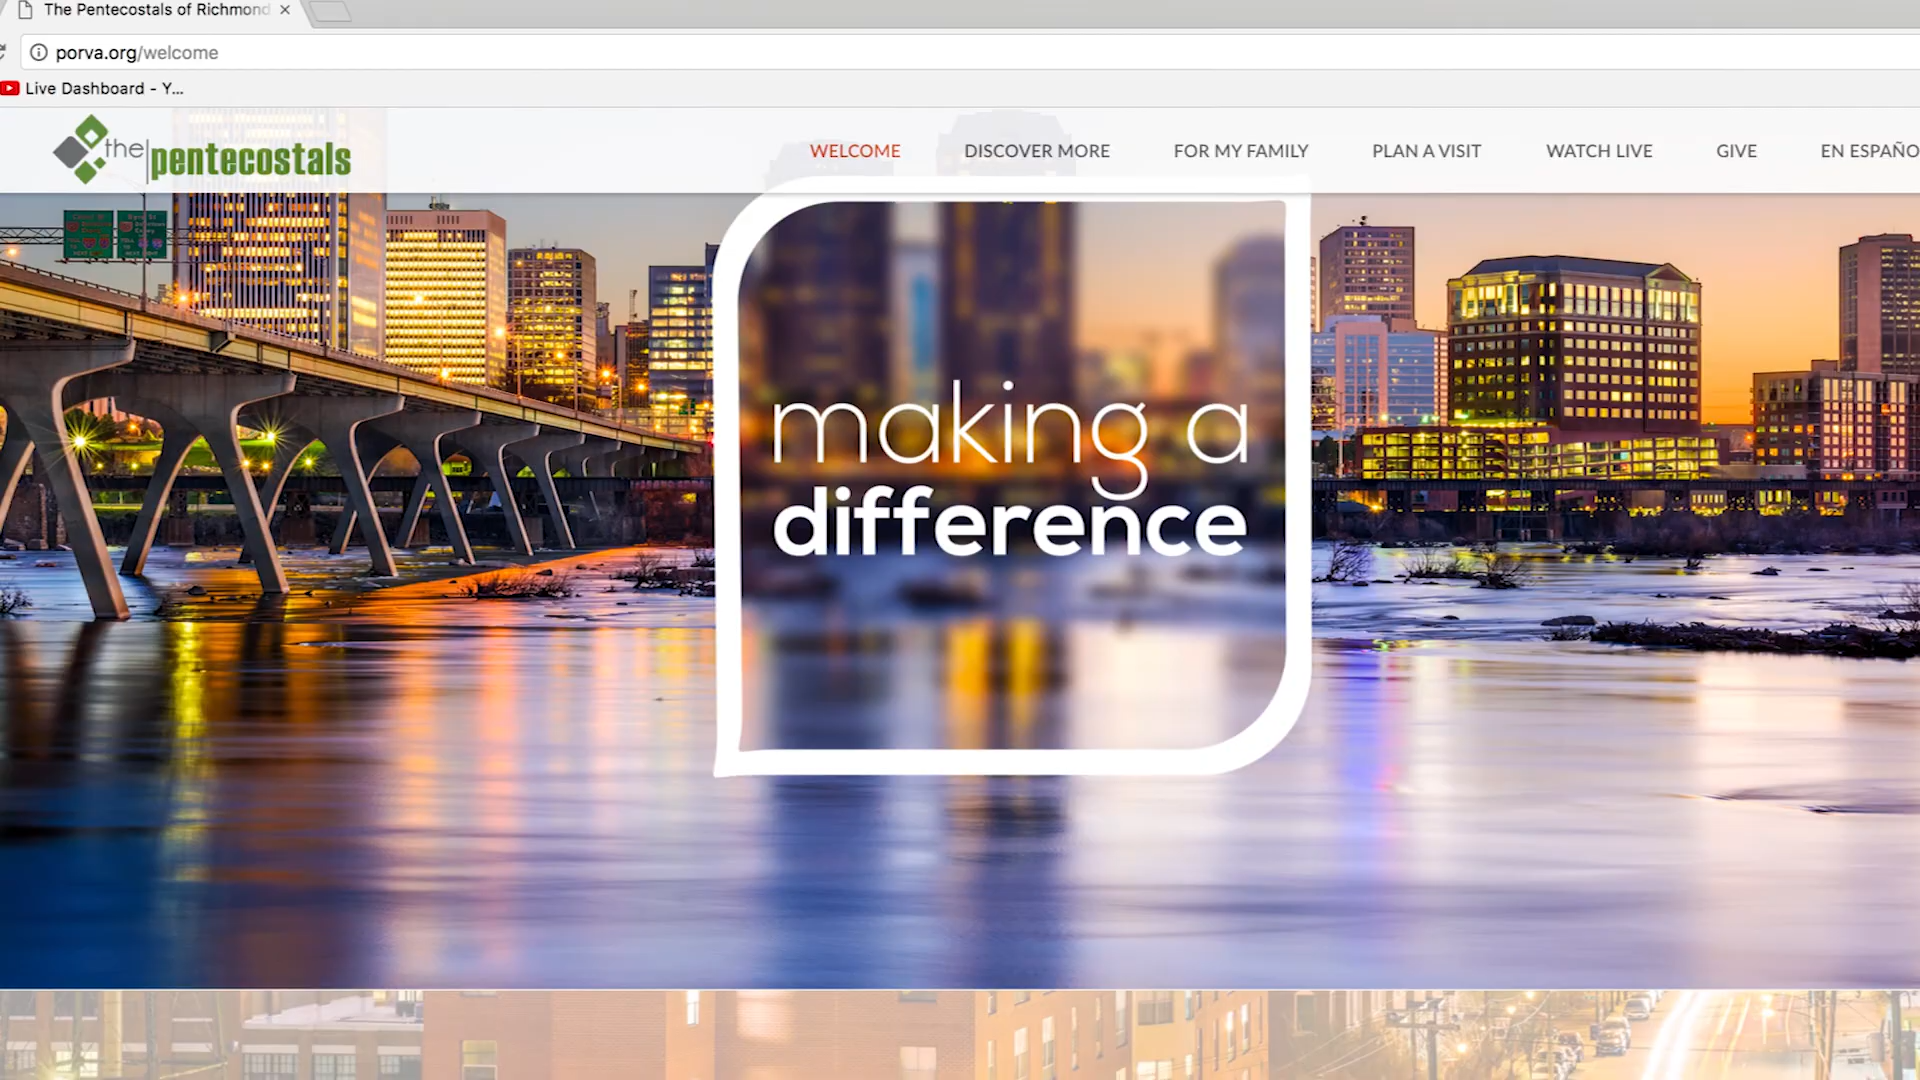 The Pentecostals of Richmond
porva.org/welcome
Live Dashboard - Y...
the pentecostals
WELCOME
DISCOVER MORE
FOR MY FAMILY
PLAN A VISIT
WATCH LIVE
GIVE
EN ESPAÑO
making a
difference